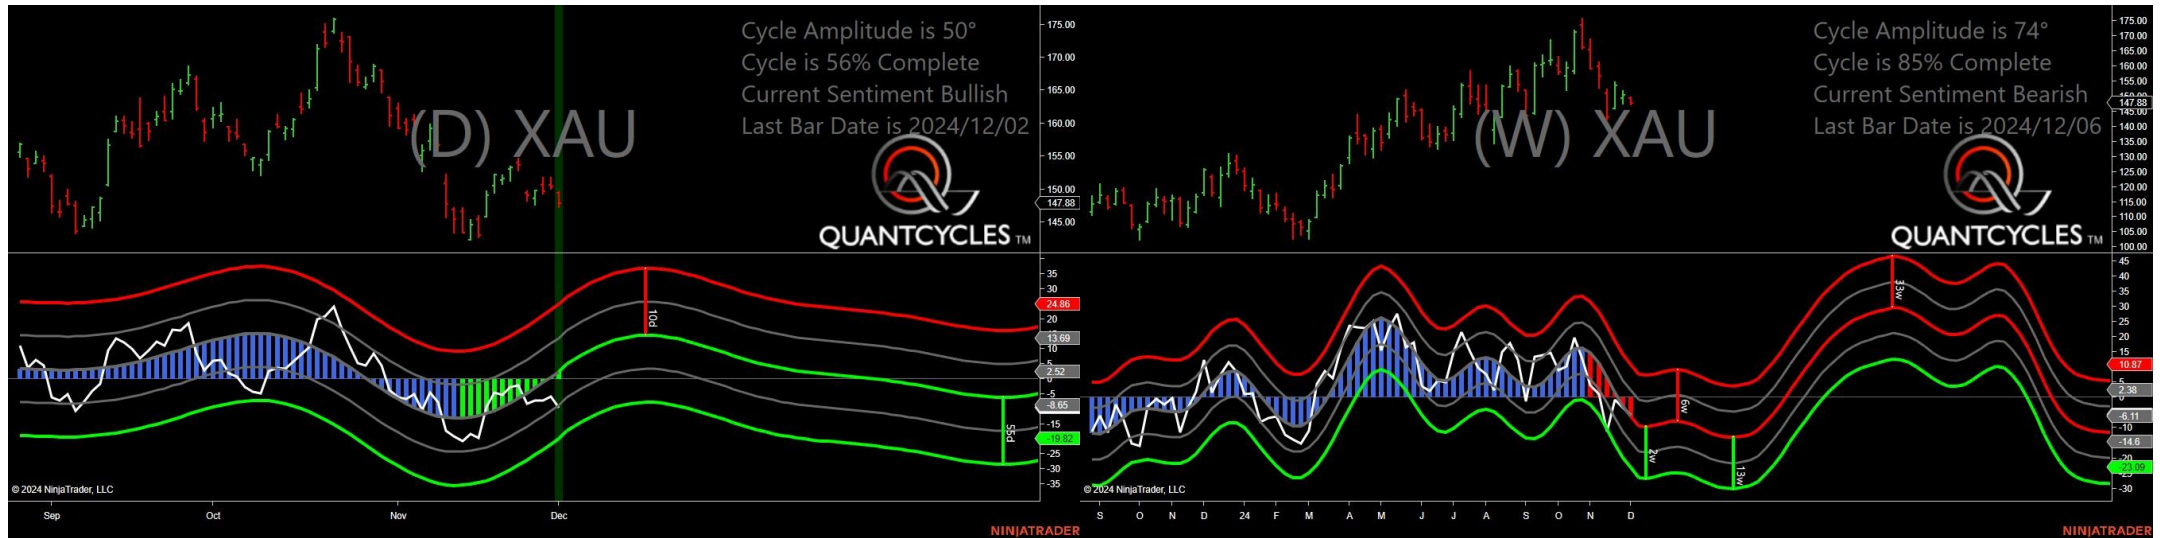 Cycle Amplitude is 50°
Cycle is 56% Complete
Current Sentiment Bullish
Last Bar Date is 2024/12/02
(D) XAU
QUANTCYCLES TM
175.00
170.00
165.00
160.00
155.00
150.00
147.88
145.00
35
24.86
20
13.69
10
5
2.52
0
-5
-8.65
-15
-19.82
-25
-30
-35
10d
55d
© 2024 NinjaTrader, LLC
Sep Oct Nov Dec
NINJATRADER
Cycle Amplitude is 74°
Cycle is 85% Complete
Current Sentiment Bearish
Last Bar Date is 2024/12/06
(W) XAU
QUANTCYCLES TM
175.00
170.00
165.00
160.00
155.00
147.88
145.00
140.00
135.00
130.00
125.00
120.00
115.00
110.00
105.00
100.00
45
40
35
30
25
20
15
10.87
5
2.38
0
-6.11
-10
-14.6
-20
-23.09
-30
33w
6w
2w
13w
© 2024 NinjaTrader, LLC
S O N D 24 F M A M J J A S O N D
NINJATRADER